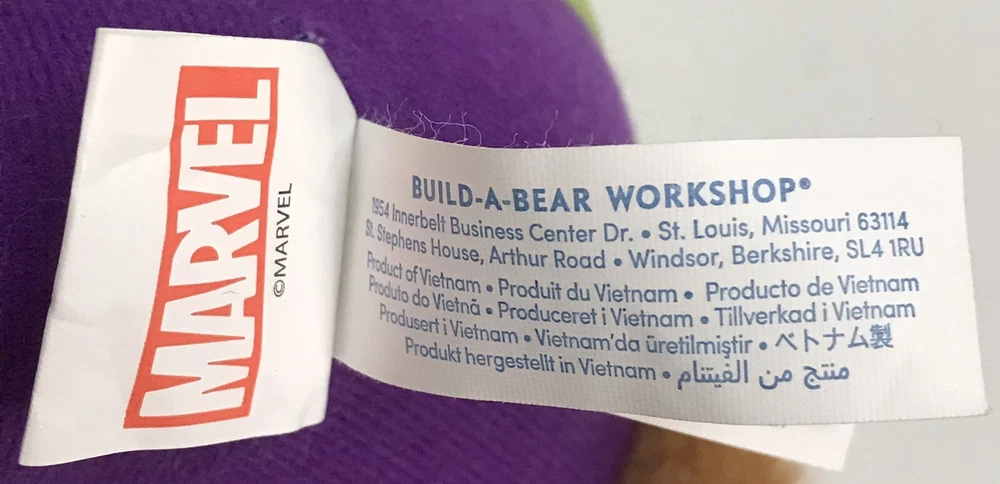 MARVEL
©MARVEL
BUILD-A-BEAR WORKSHOP®
1954 Innerbelt Business Center Dr. • St. Louis, Missouri 63114
St. Stephens House, Arthur Road • Windsor, Berkshire, SL4 1RU
Product of Vietnam • Produit du Vietnam • Producto de Vietnam
Produto do Vietnã • Produceret i Vietnam • Tillverkad i Vietnam
Produsert i Vietnam • Vietnam'da üretilmiştir • ベトナム製
Produkt hergestellt in Vietnam • منتج من الفيتنام